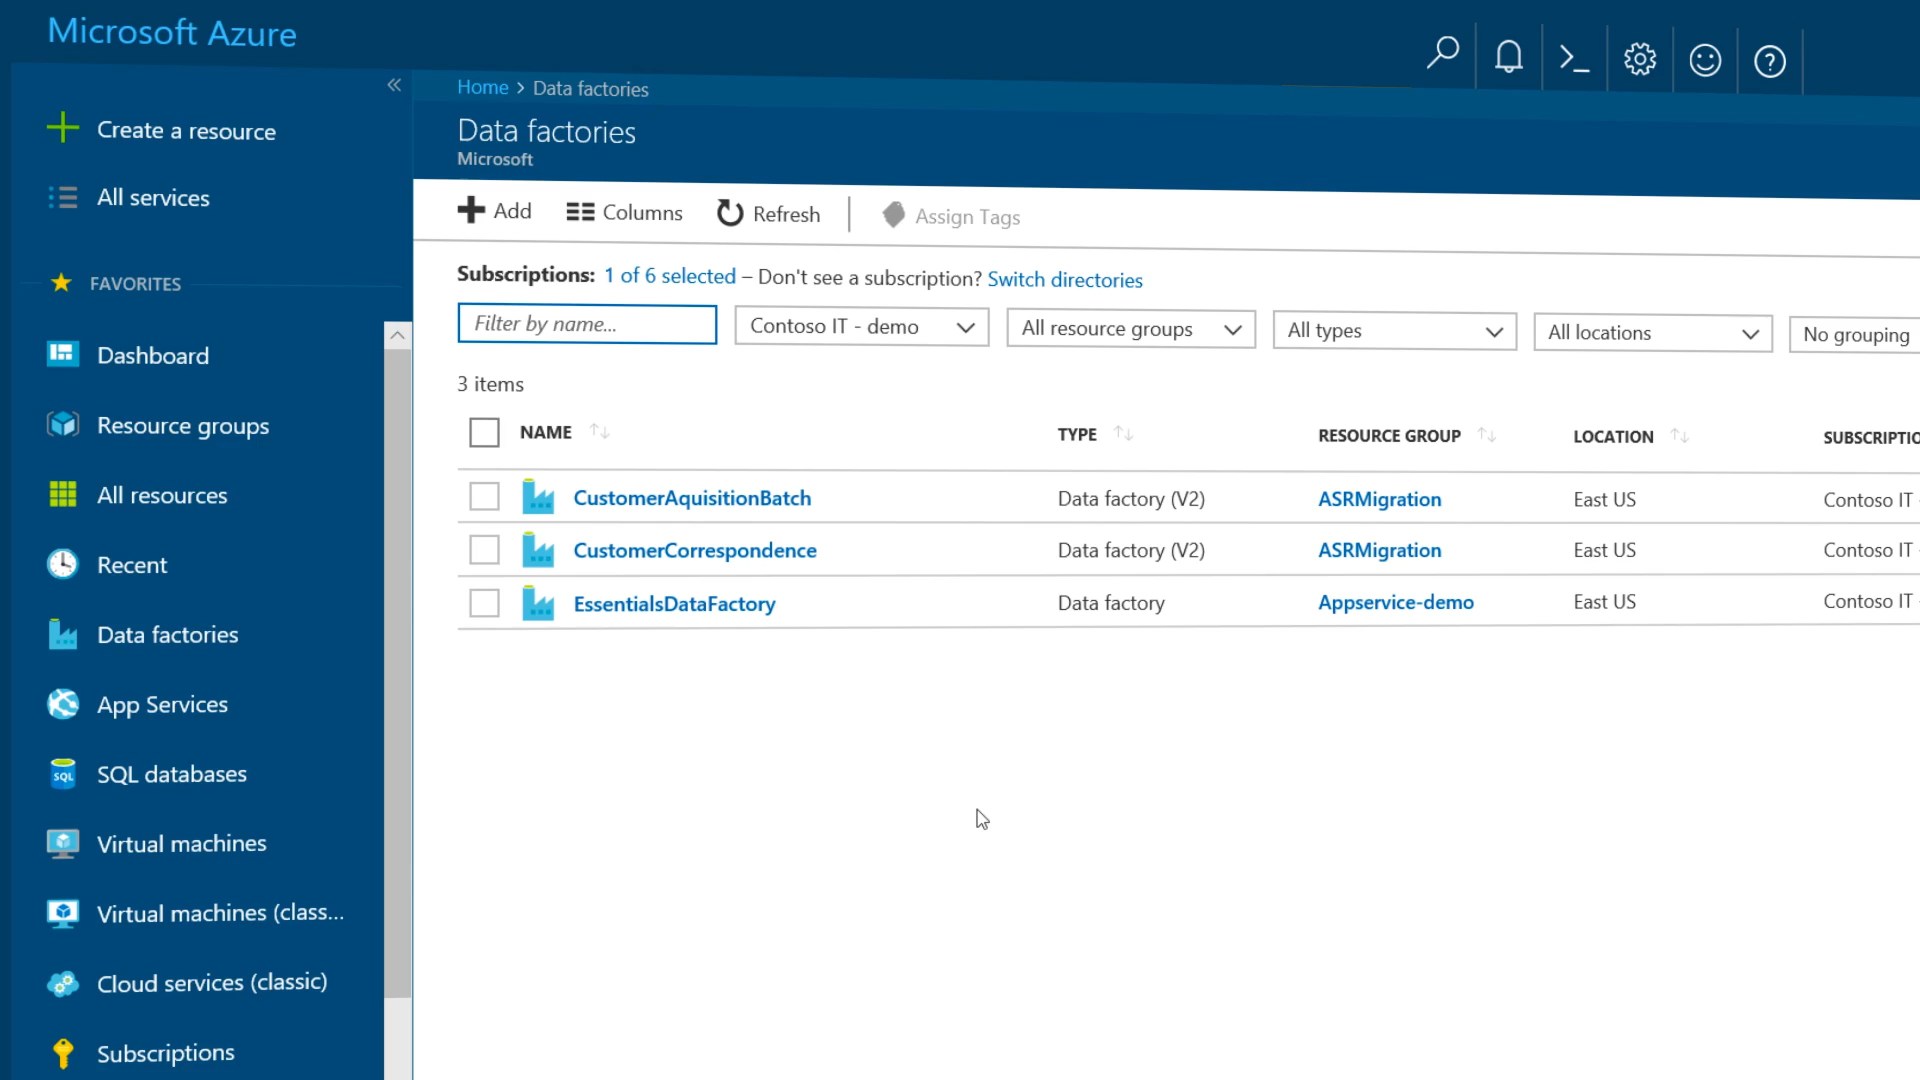 Microsoft Azure
Home > Data factories
Data factories
Microsoft
Create a resource
All services
FAVORITES
Dashboard
Resource groups
All resources
Recent
Data factories
App Services
SQL
SQL databases
Virtual machines
Virtual machines (class...
Cloud services (classic)
Subscriptions
Add Columns Refresh Assign Tags
Subscriptions: 1 of 6 selected – Don't see a subscription? Switch directories
Filter by name... Contoso IT - demo All resource groups All types All locations No grouping
3 items
NAME TYPE RESOURCE GROUP LOCATION SUBSCRIPTIO
CustomerAquisitionBatch Data factory (V2) ASRMigration East US Contoso IT -
CustomerCorrespondence Data factory (V2) ASRMigration East US Contoso IT -
EssentialsDataFactory Data factory Appservice-demo East US Contoso IT -